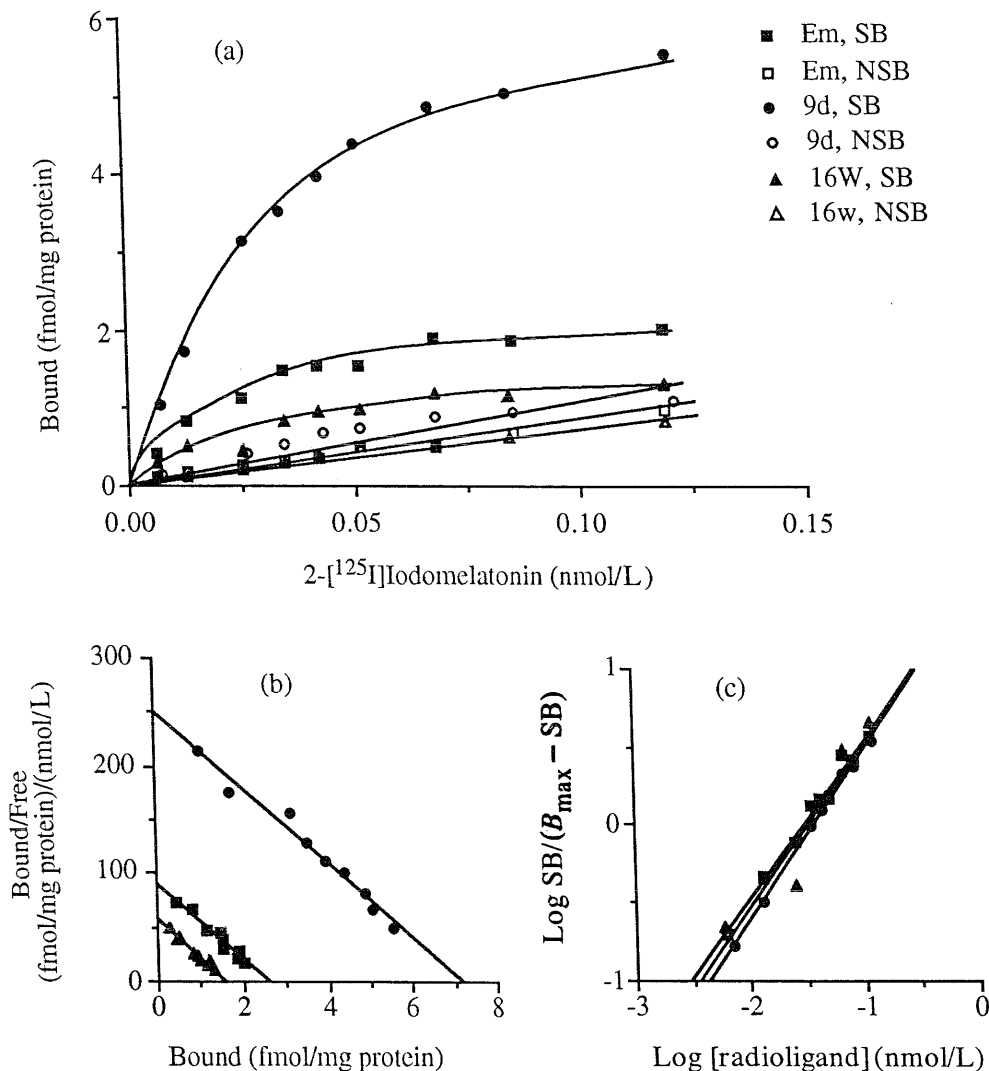 6
(a)
Em, SB
Em, NSB
9d, SB
9d, NSB
16W, SB
16w, NSB
4
2
0
Bound (fmol/mg protein)
0.00
0.05
0.10
0.15
2-[¹²⁵I]Iodomelatonin (nmol/L)
300
(b)
200
100
0
Bound/Free
(fmol/mg protein)/(nmol/L)
0
2
4
6
8
Bound (fmol/mg protein)
1
(c)
0
-1
Log SB/(Bmax – SB)
-3
-2
-1
0
Log [radioligand] (nmol/L)